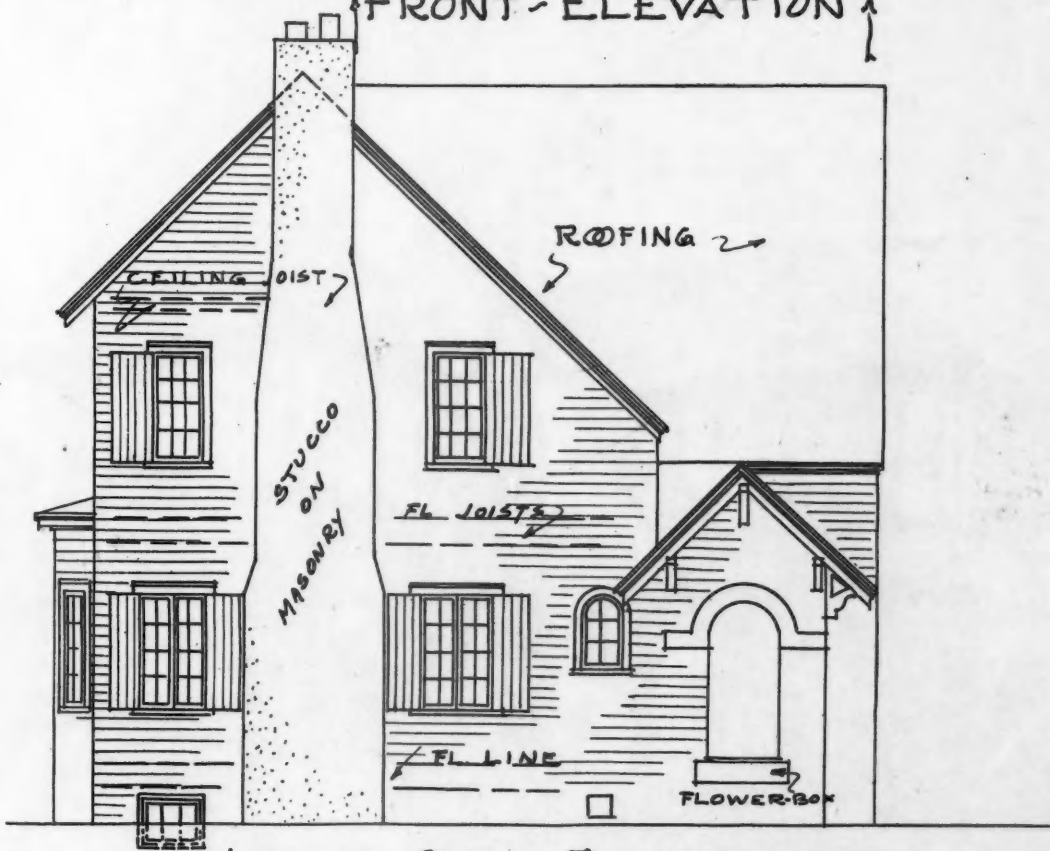 FRONT - ELEVATION
ROOFING
CEILING JOIST
STUCCO
ON
MASONRY
FL JOISTS
FL LINE
FLOWER-BOX